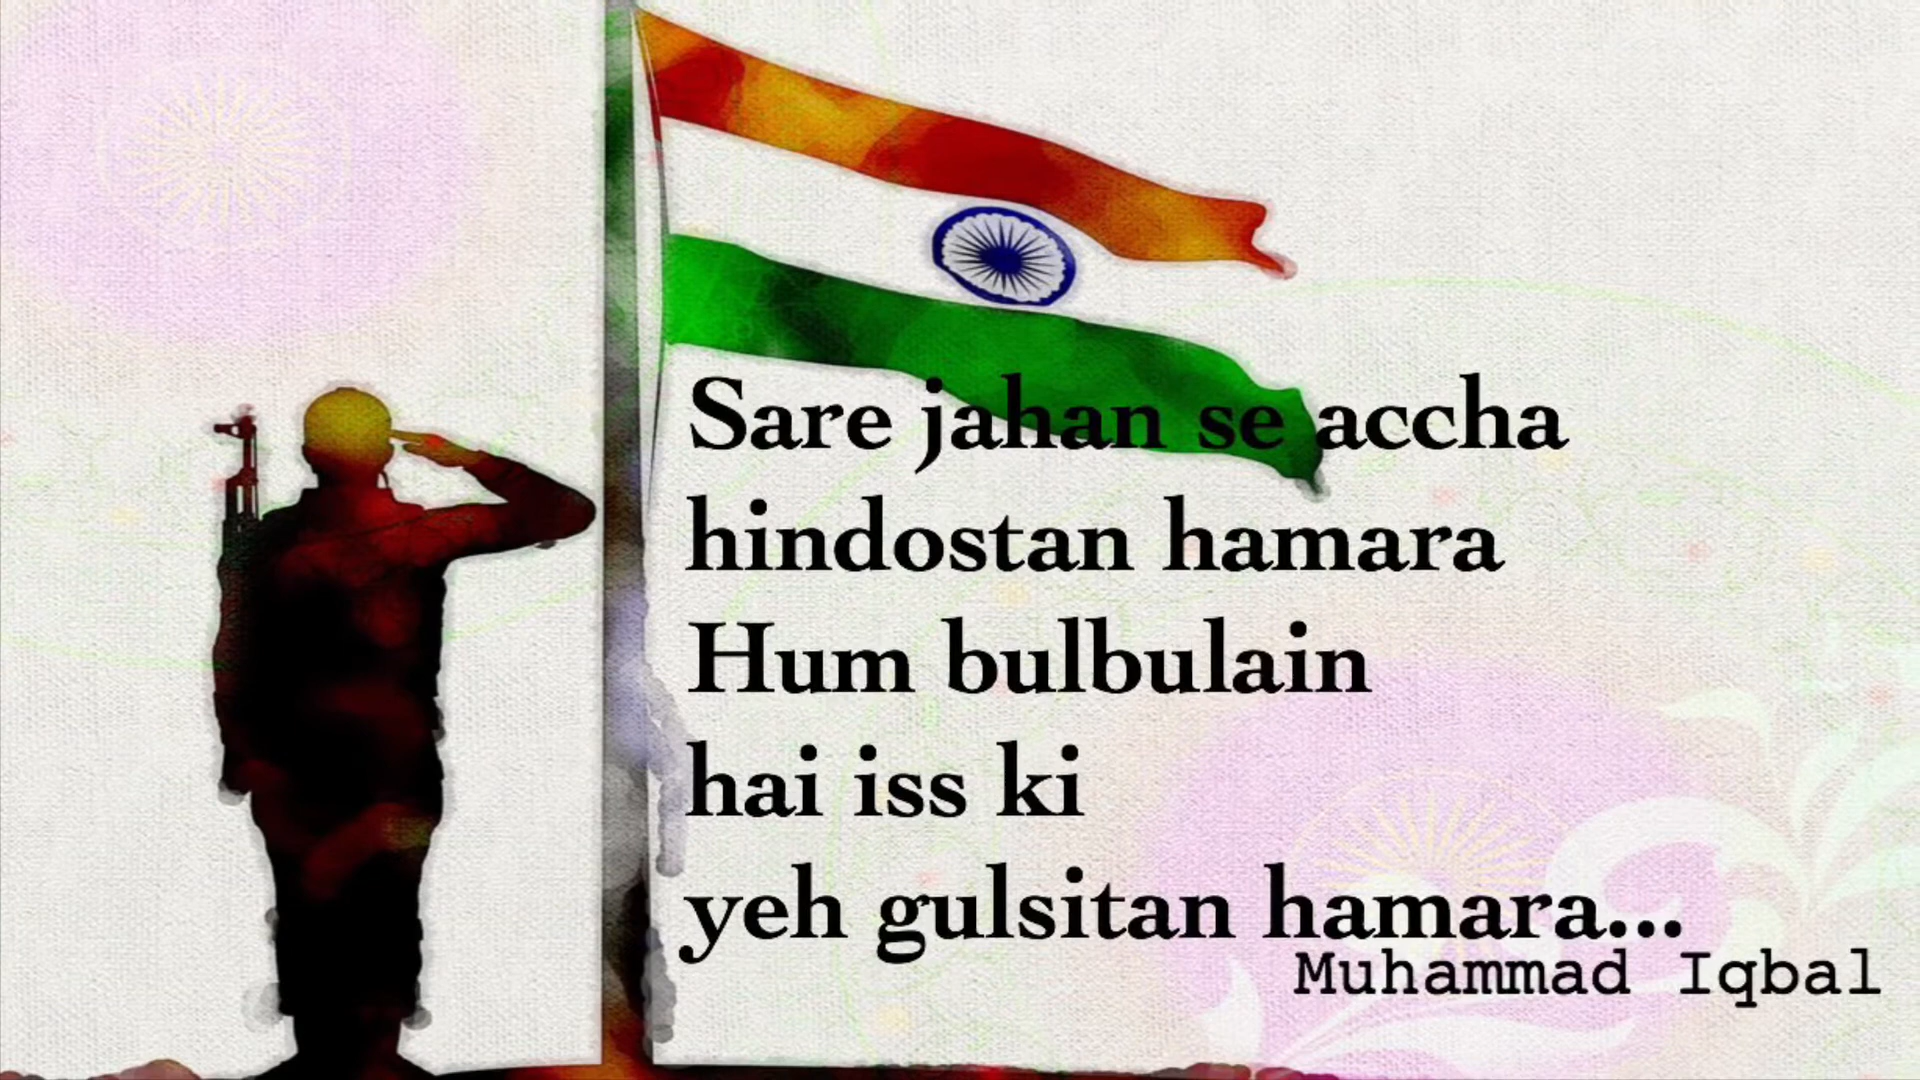 Sare jahan se accha
hindostan hamara
Hum bulbulain
hai iss ki
yeh gulsitan hamara...
Muhammad Iqbal